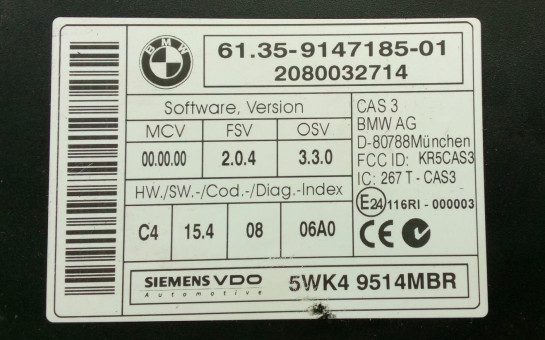 BMW
61.35-9147185-01
2080032714
Software, Version
MCV FSV OSV
00.00.00 2.0.4 3.3.0
HW./SW.-/Cod.-/Diag.-Index
C4 15.4 08 06A0
CAS 3
BMW AG
D-80788München
FCC ID: KR5CAS3
IC: 267 T - CAS3
E24 116RI - 000003
CE
SIEMENS VDO
Automotive
5WK4 9514MBR